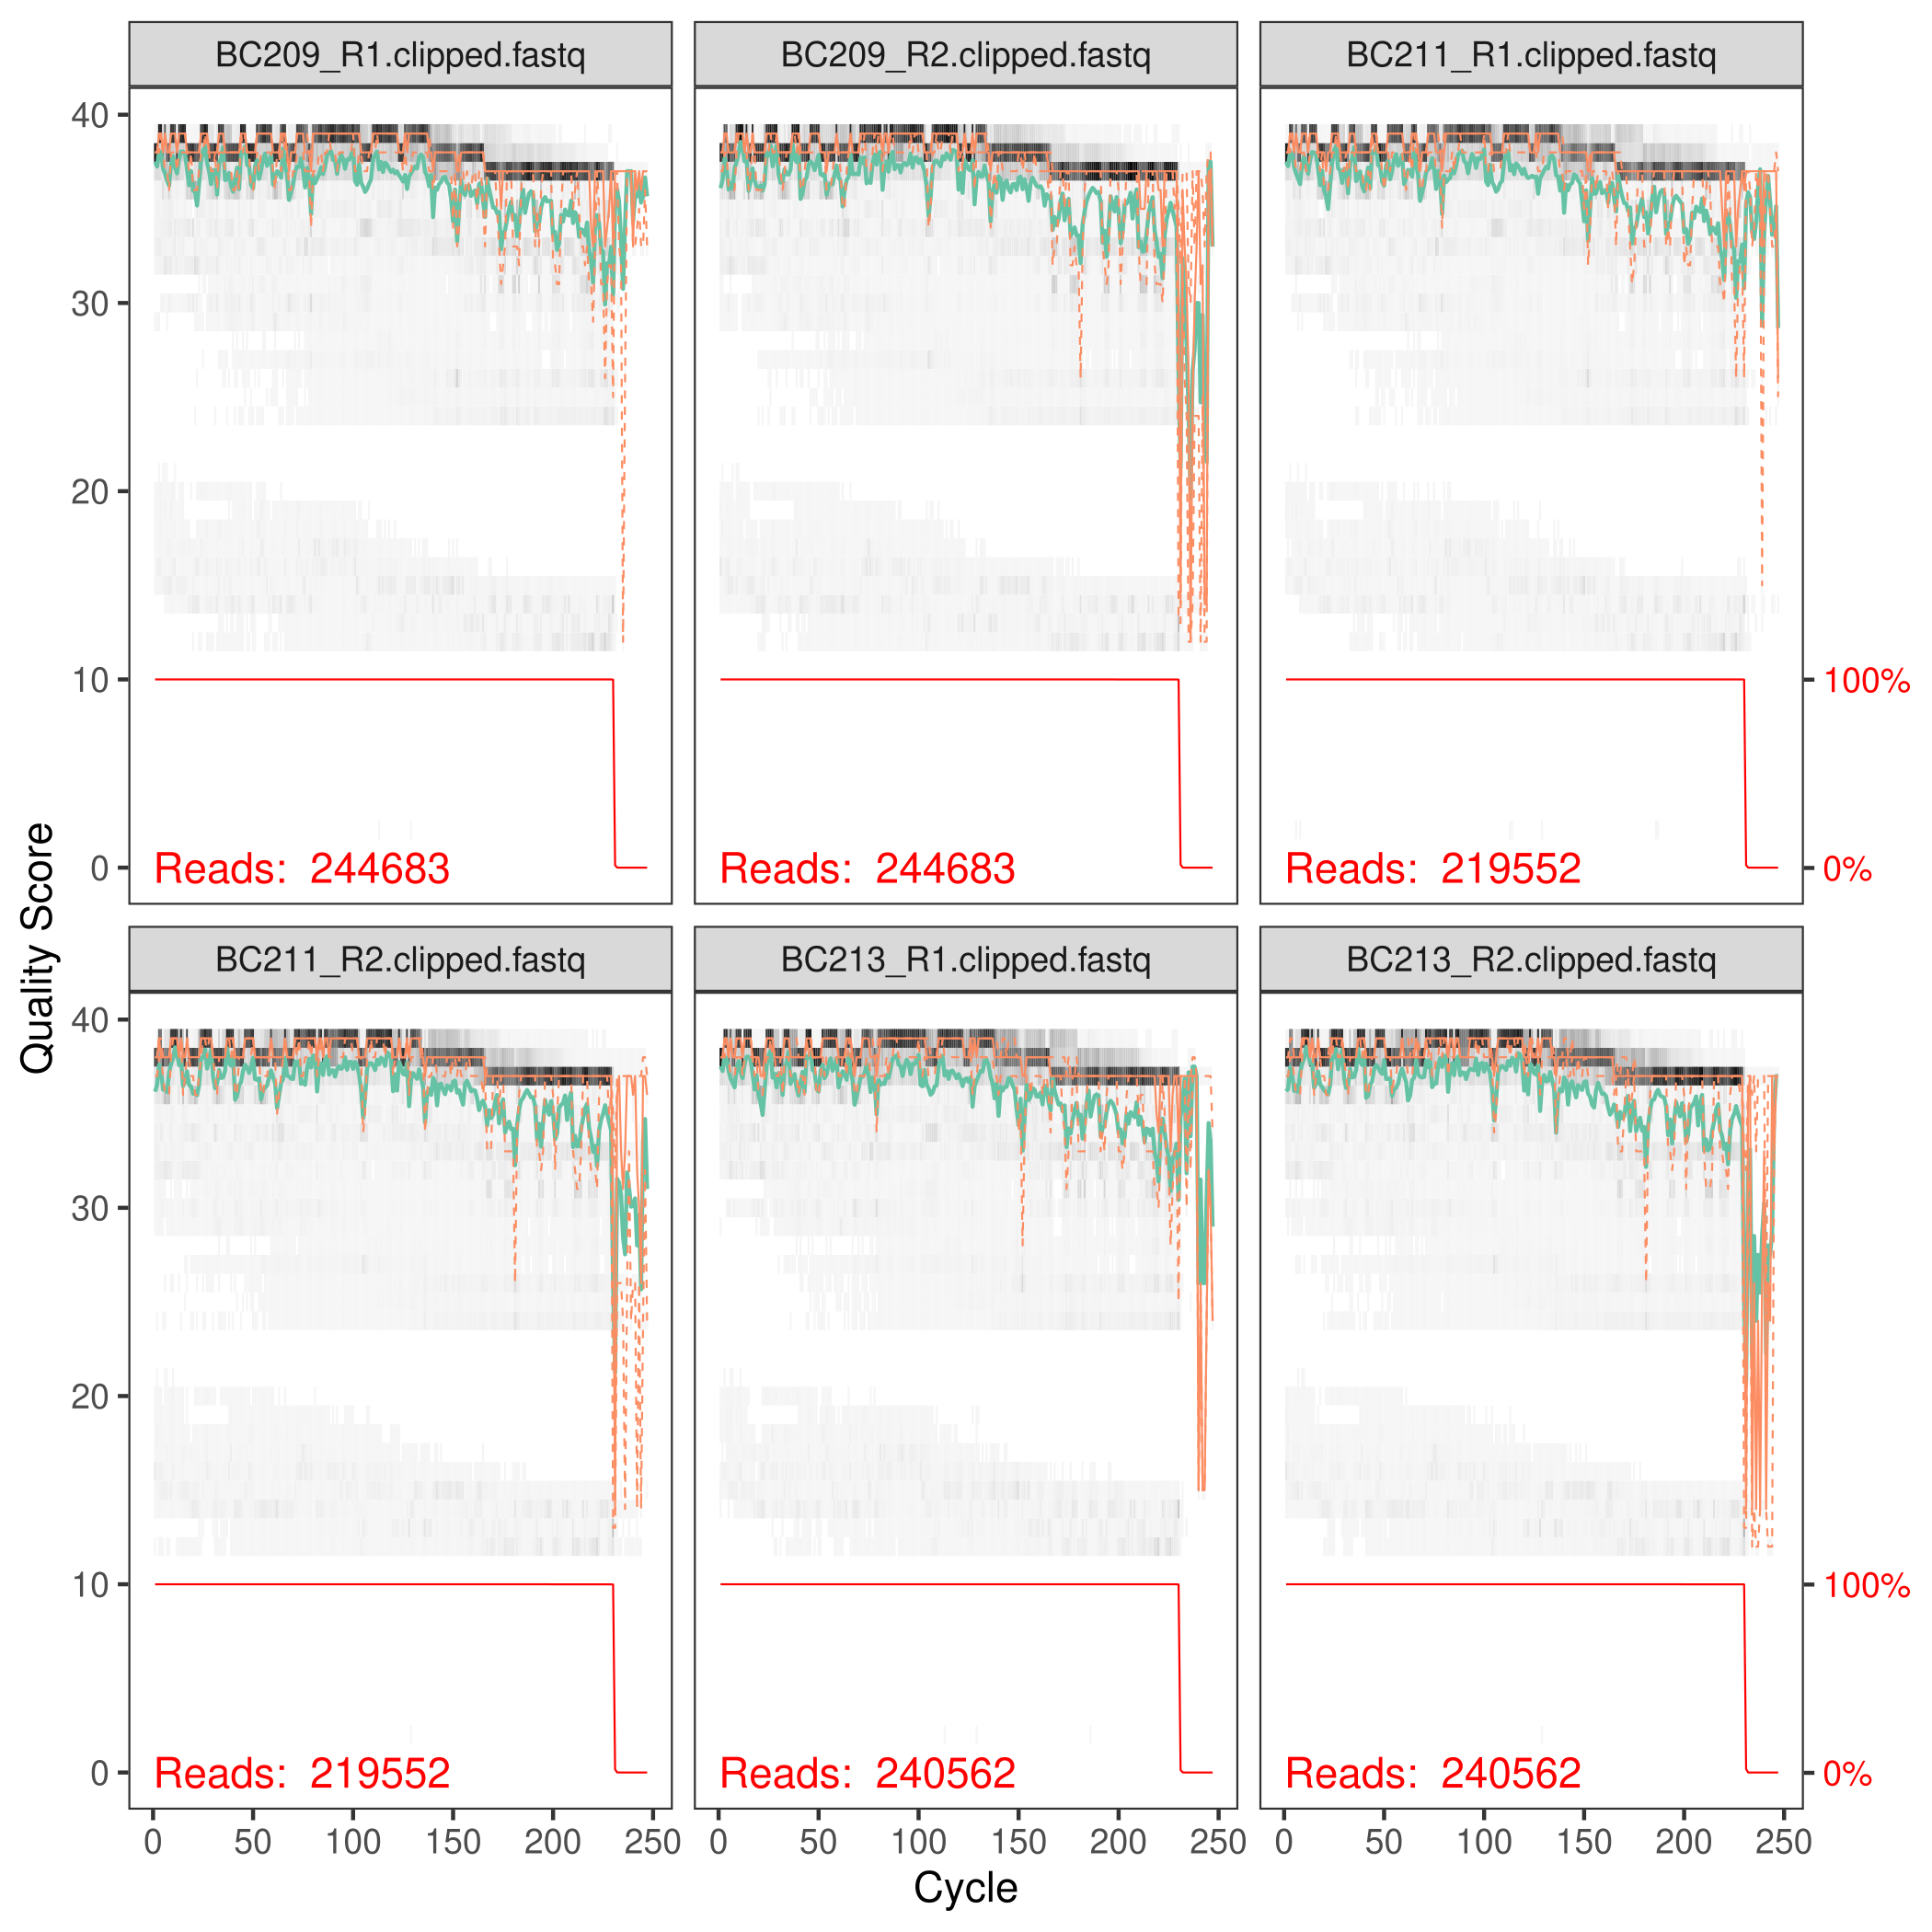 BC209_R1.clipped.fastq
BC209_R2.clipped.fastq
BC211_R1.clipped.fastq
40
30
20
10
0
100%
0%
Reads: 244683
Reads: 244683
Reads: 219552
Quality Score
BC211_R2.clipped.fastq
BC213_R1.clipped.fastq
BC213_R2.clipped.fastq
40
30
20
10
0
100%
0%
Reads: 219552
Reads: 240562
Reads: 240562
0 50 100 150 200 250
0 50 100 150 200 250
0 50 100 150 200 250
Cycle